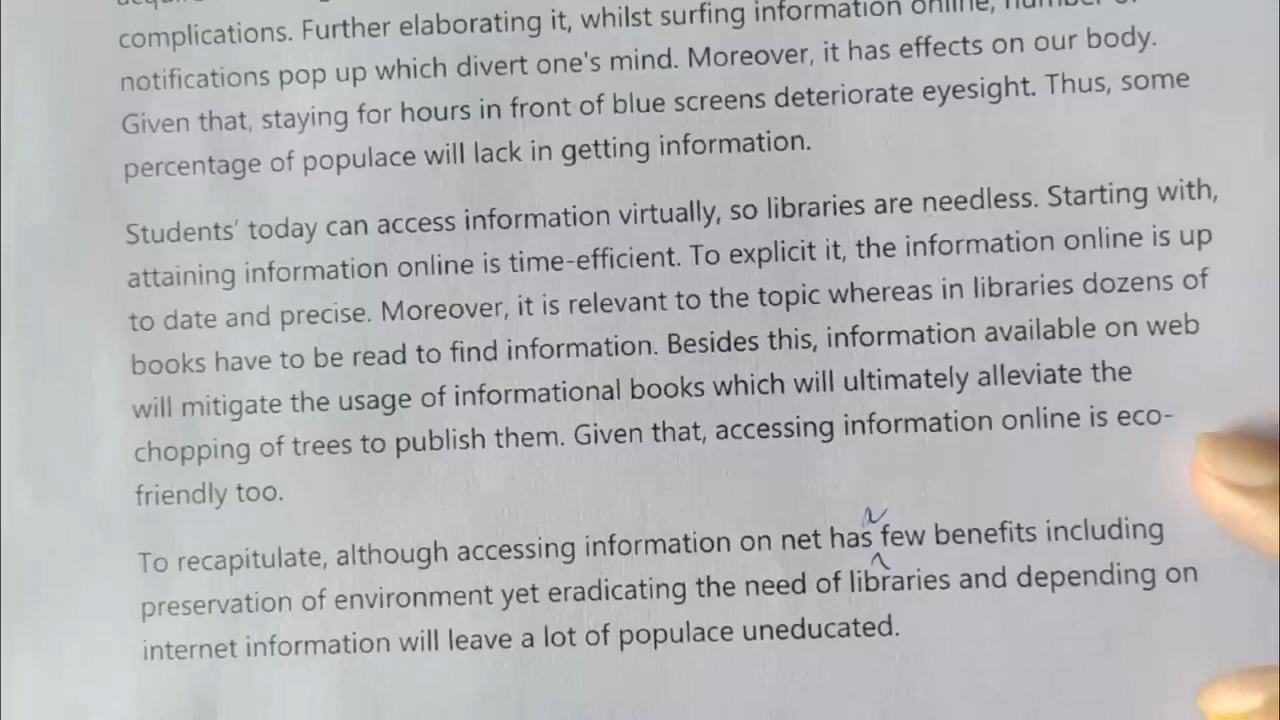 complications. Further elaborating it, whilst surfing information online, number of
notifications pop up which divert one's mind. Moreover, it has effects on our body.
Given that, staying for hours in front of blue screens deteriorate eyesight. Thus, some
percentage of populace will lack in getting information.
Students' today can access information virtually, so libraries are needless. Starting with,
attaining information online is time-efficient. To explicit it, the information online is up
to date and precise. Moreover, it is relevant to the topic whereas in libraries dozens of
books have to be read to find information. Besides this, information available on web
will mitigate the usage of informational books which will ultimately alleviate the
chopping of trees to publish them. Given that, accessing information online is eco-
friendly too.
a
To recapitulate, although accessing information on net has few benefits including
preservation of environment yet eradicating the need of libraries and depending on
internet information will leave a lot of populace uneducated.